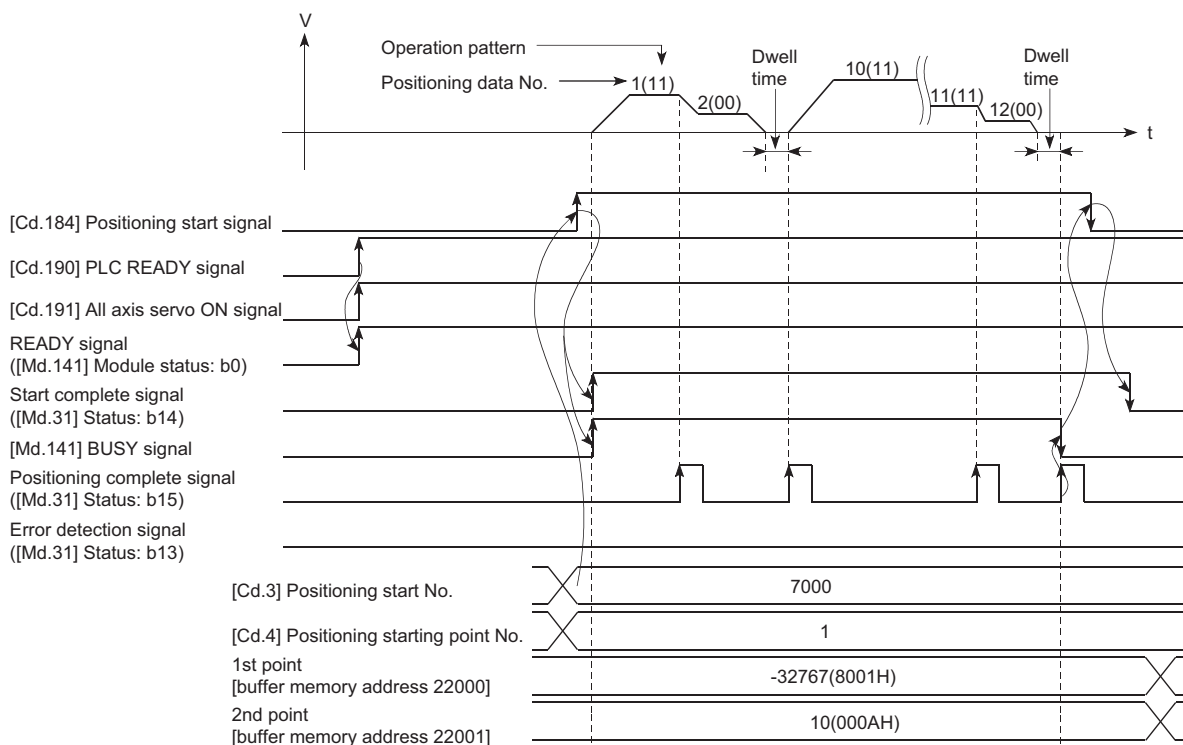 V
Operation pattern
Positioning data No.
Dwell
time
Dwell
time
1(11)
2(00)
10(11)
11(11)
12(00)
t
[Cd.184] Positioning start signal
[Cd.190] PLC READY signal
[Cd.191] All axis servo ON signal
READY signal
([Md.141] Module status: b0)
Start complete signal
([Md.31] Status: b14)
[Md.141] BUSY signal
Positioning complete signal
([Md.31] Status: b15)
Error detection signal
([Md.31] Status: b13)
[Cd.3] Positioning start No.
7000
[Cd.4] Positioning starting point No.
1
1st point
[buffer memory address 22000]
-32767(8001H)
2nd point
[buffer memory address 22001]
10(000AH)